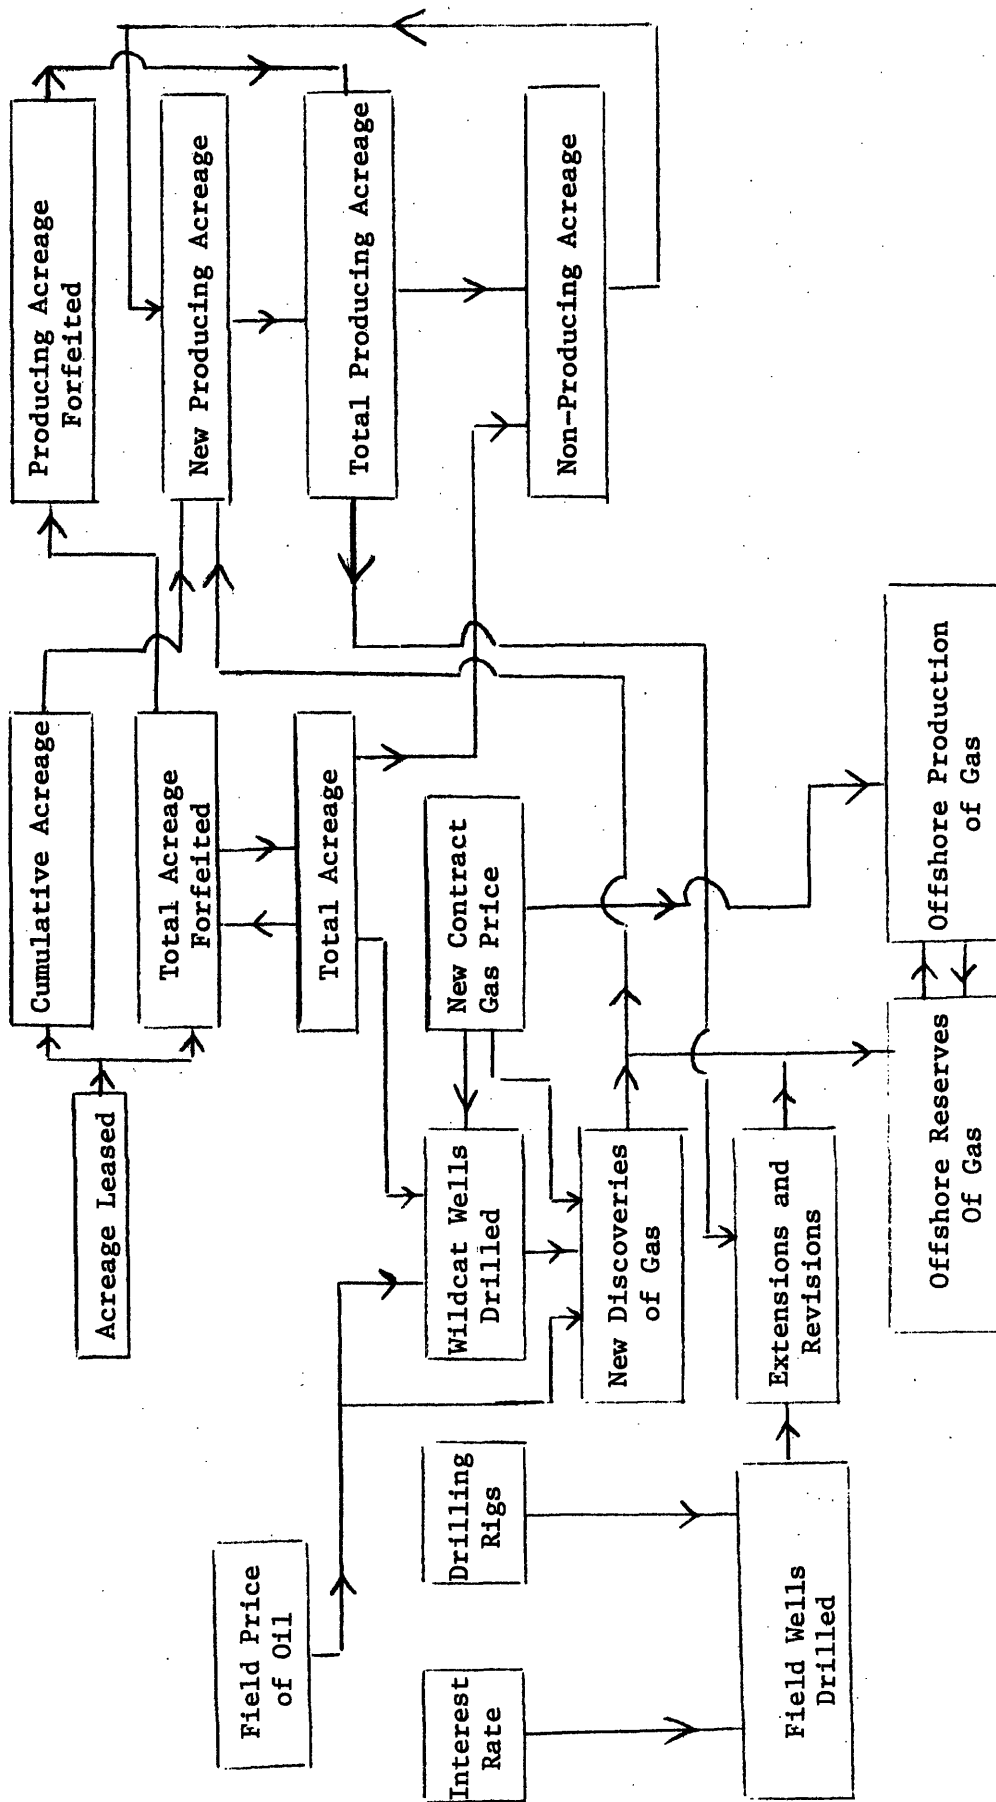 Cumulative Acreage
Producing Acreage
Forfeited
Acreage Leased
Total Acreage
Forfeited
New Producing Acreage
Field Price
of Oil
Total Acreage
Total Producing Acreage
Interest
Rate
Drilling
Rigs
Wildcat Wells
Drilled
New Contract
Gas Price
Non-Producing Acreage
New Discoveries
of Gas
Field Wells
Drilled
Extensions and
Revisions
Offshore Reserves
Of Gas
Offshore Production
of Gas